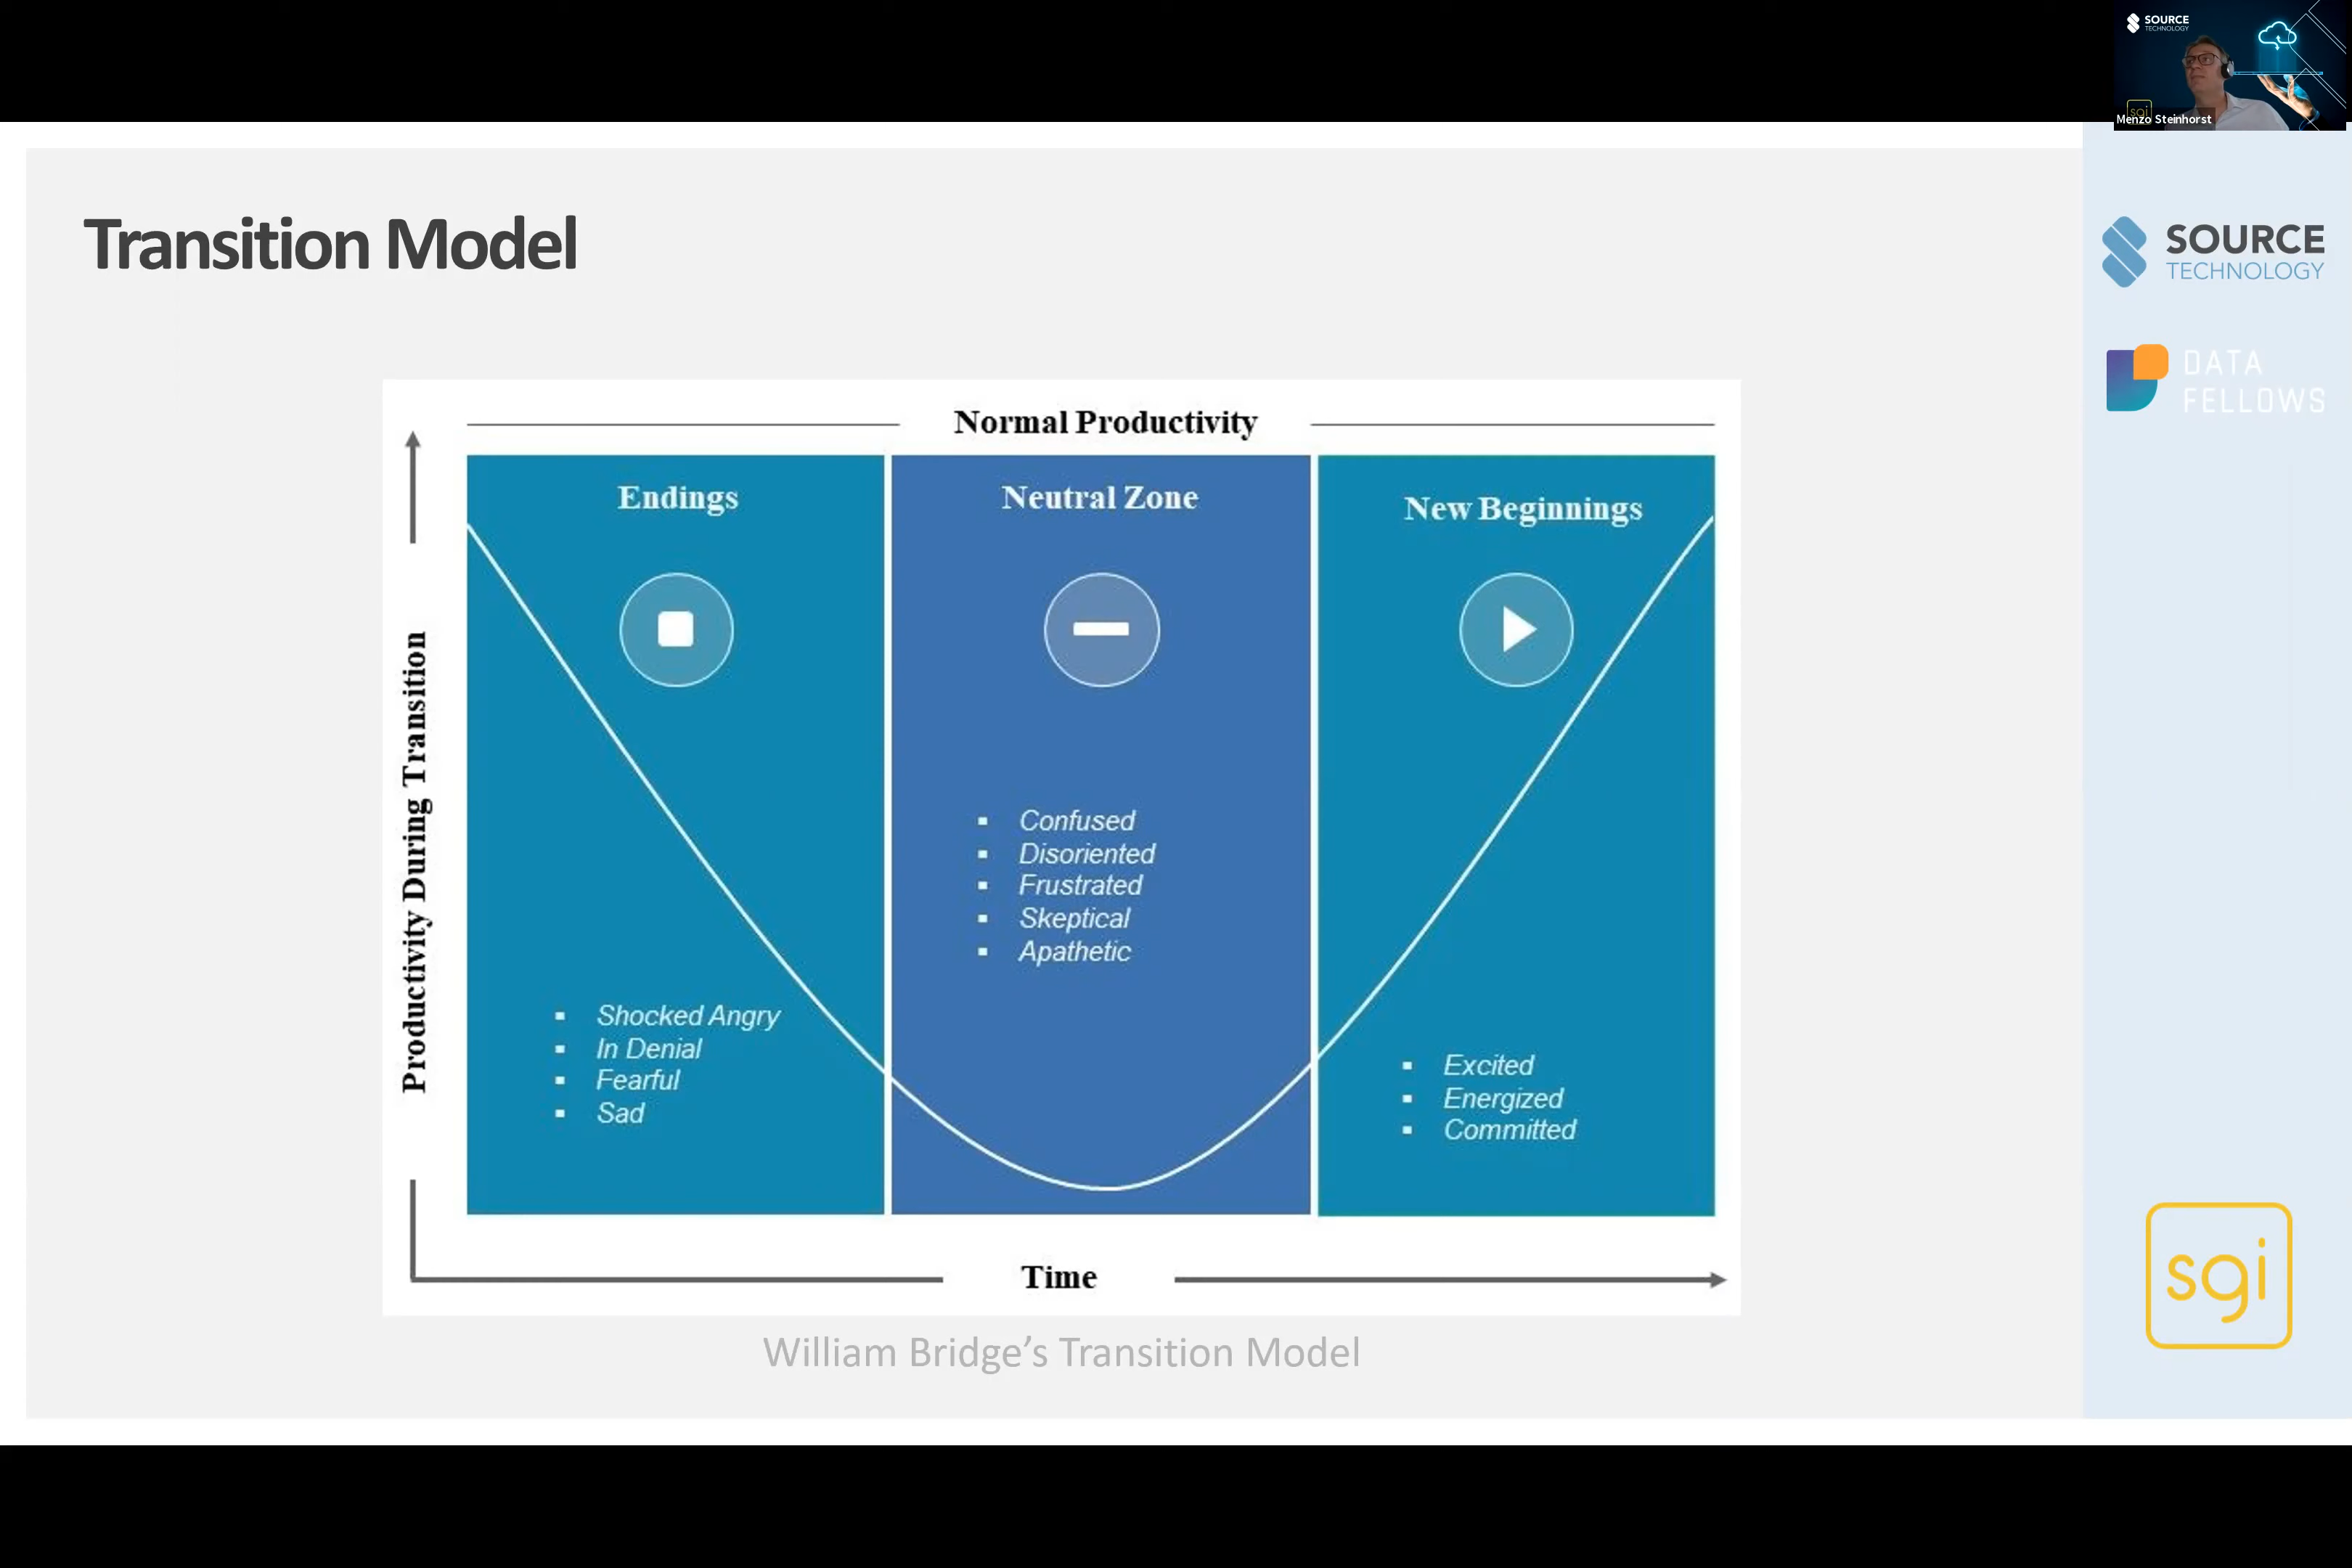 SOURCE
TECHNOLOGY
sgi
Menzo Steinhorst
Transition Model
SOURCE
TECHNOLOGY
DATA
FELLOWS
Normal Productivity
Endings
Neutral Zone
New Beginnings
Productivity During Transition
Confused
Disoriented
Frustrated
Skeptical
Apathetic
Shocked Angry
In Denial
Fearful
Sad
Excited
Energized
Committed
Time
William Bridge’s Transition Model
sgi